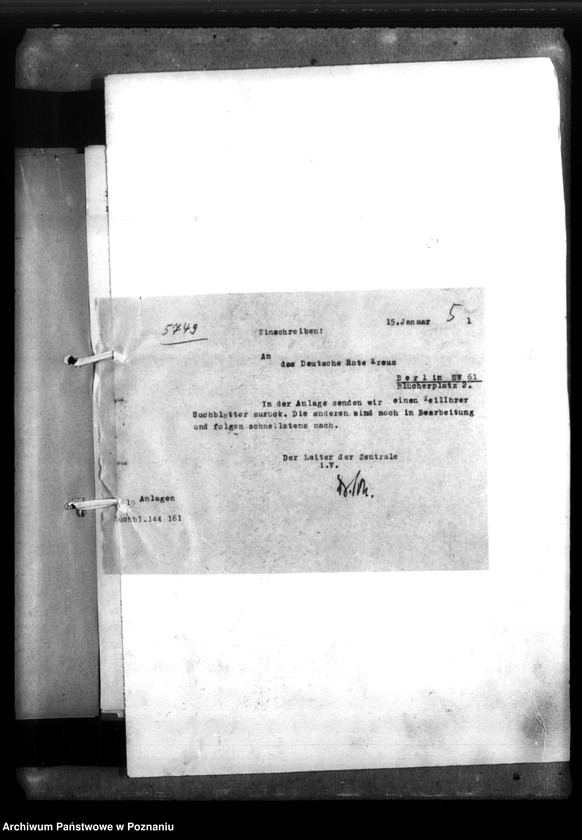 5749
Einschreiben!
15.Januar 5 1
An
das Deutsche Rote Kreuz
Berlin SW 61
Blücherplatz 2.
In der Anlage senden wir einen TeilIhrer
Suchblätter zurück. Die anderen sind noch in Bearbeitung
und folgen schnellstens nach.
Der Leiter der Zentrale
i.V.
19 Anlagen
Suchbl.144 161
Archiwum Państwowe w Poznaniu